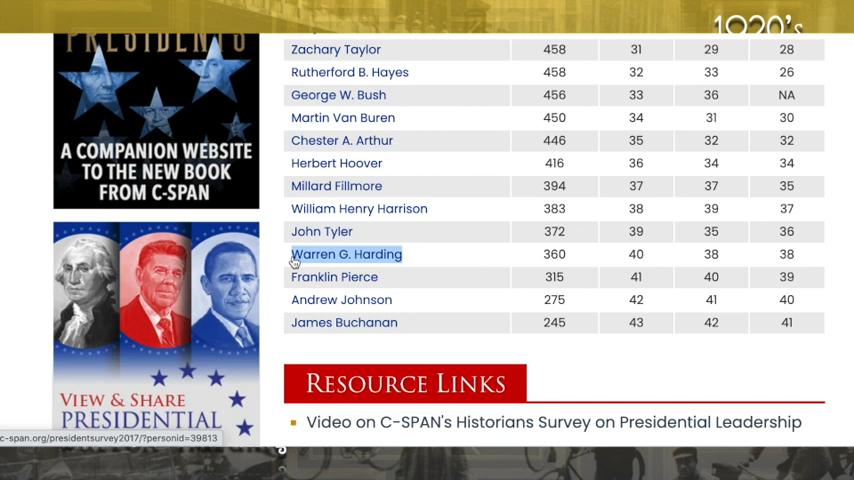 1920's
PRESIDENTS
A COMPANION WEBSITE
TO THE NEW BOOK
FROM C-SPAN
VIEW & SHARE
PRESIDENTIAL
Zachary Taylor 458 31 29 28
Rutherford B. Hayes 458 32 33 26
George W. Bush 456 33 36 NA
Martin Van Buren 450 34 31 30
Chester A. Arthur 446 35 32 32
Herbert Hoover 416 36 34 34
Millard Fillmore 394 37 37 35
William Henry Harrison 383 38 39 37
John Tyler 372 39 35 36
Warren G. Harding 360 40 38 38
Franklin Pierce 315 41 40 39
Andrew Johnson 275 42 41 40
James Buchanan 245 43 42 41
RESOURCE LINKS
Video on C-SPAN's Historians Survey on Presidential Leadership
c-span.org/presidentsurvey2017/?personid=39813